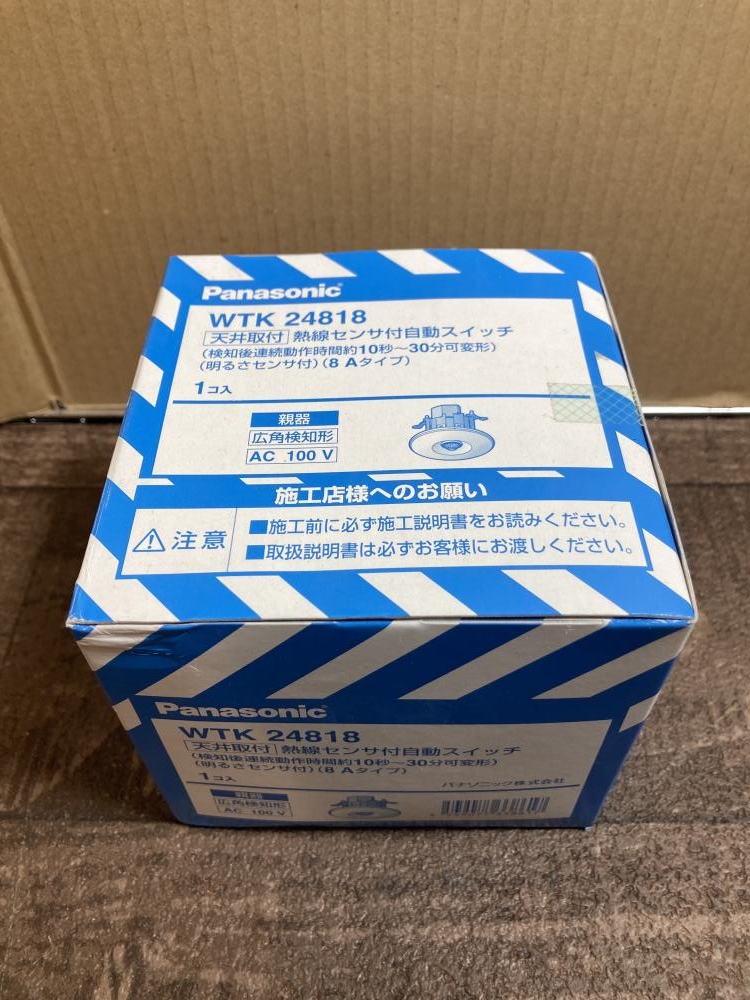 Panasonic
WTK 24818
天井取付 熱線センサ付自動スイッチ
(検知後連続動作時間約10秒～30分可変形)
(明るさセンサ付)(8 Aタイプ)
1コ入
親器
広角検知形
AC 100 V
施工店様へのお願い
注意
■施工前に必ず施工説明書をお読みください。
■取扱説明書は必ずお客様にお渡しください。
Panasonic
WTK 24818
天井取付 熱線センサ付自動スイッチ
(検知後連続動作時間約10秒～30分可変形)
(明るさセンサ付)(8 Aタイプ)
1コ入
パナソニック株式会社
親器
広角検知形
AC 100 V